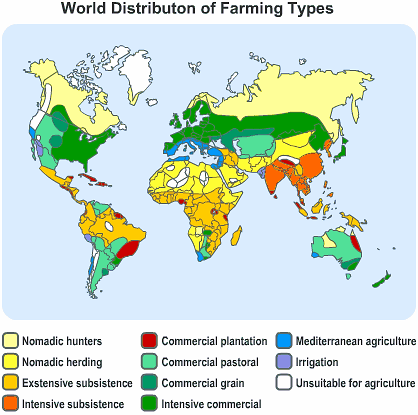 World Distributon of Farming Types
Nomadic hunters
Nomadic herding
Exstensive subsistence
Intensive subsistence
Commercial plantation
Commercial pastoral
Commercial grain
Intensive commercial
Mediterranean agriculture
Irrigation
Unsuitable for agriculture